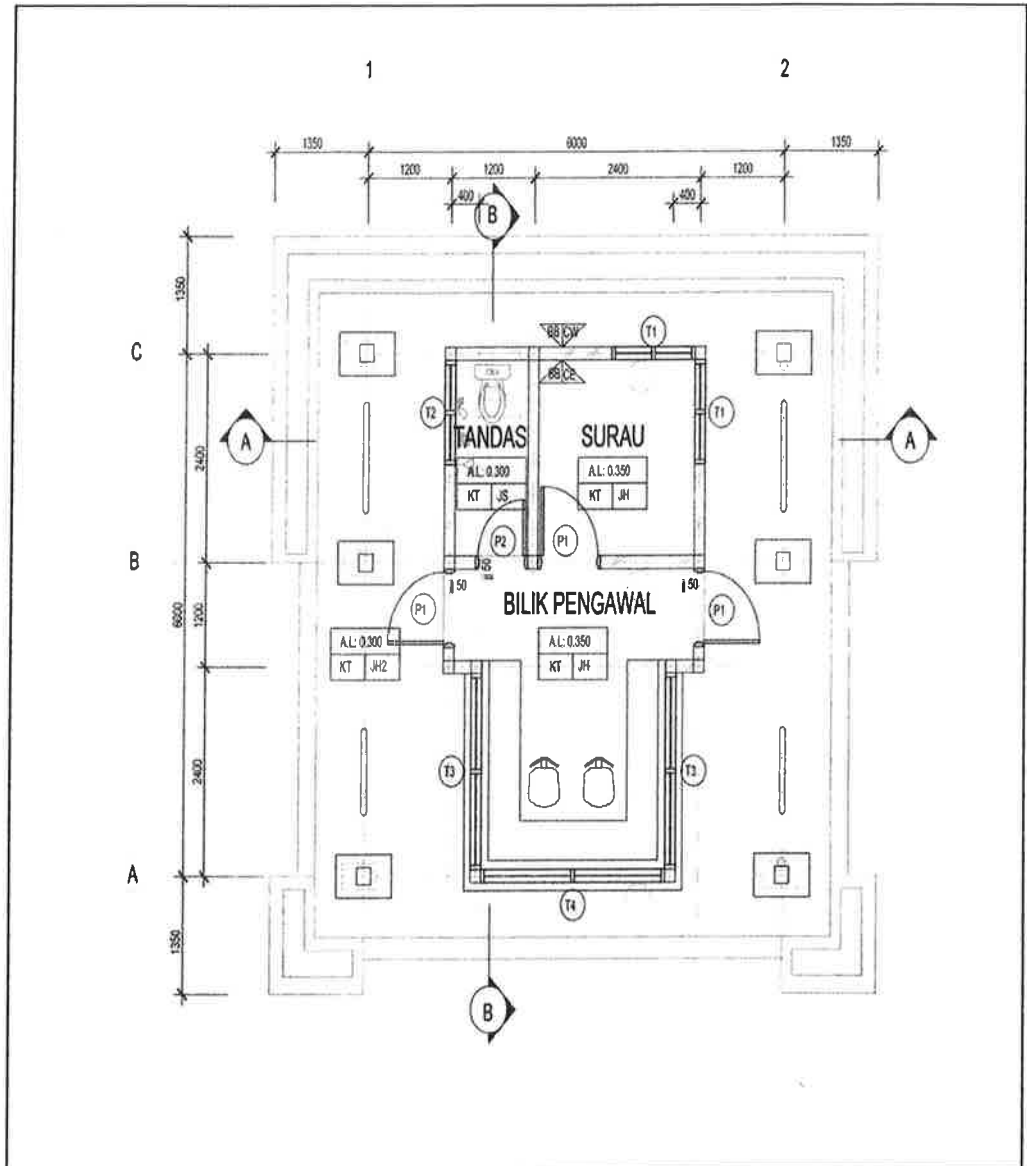 1 2
1350 6000 1350
1200 1200 2400 1200
400 400
B
1350
C
BB CW T1
BB CE
A T2 T1 A
TANDAS SURAU
2400
A.L: 0.300 A.L: 0.350
KT JS KT JH
P2 P1
B
50 50 50
BILIK PENGAWAL
6000 1200
P1 P1
A.L: 0.300 A.L: 0.350
KT JH2 KT JH
2400
T3 T3
A
T4
1350
B